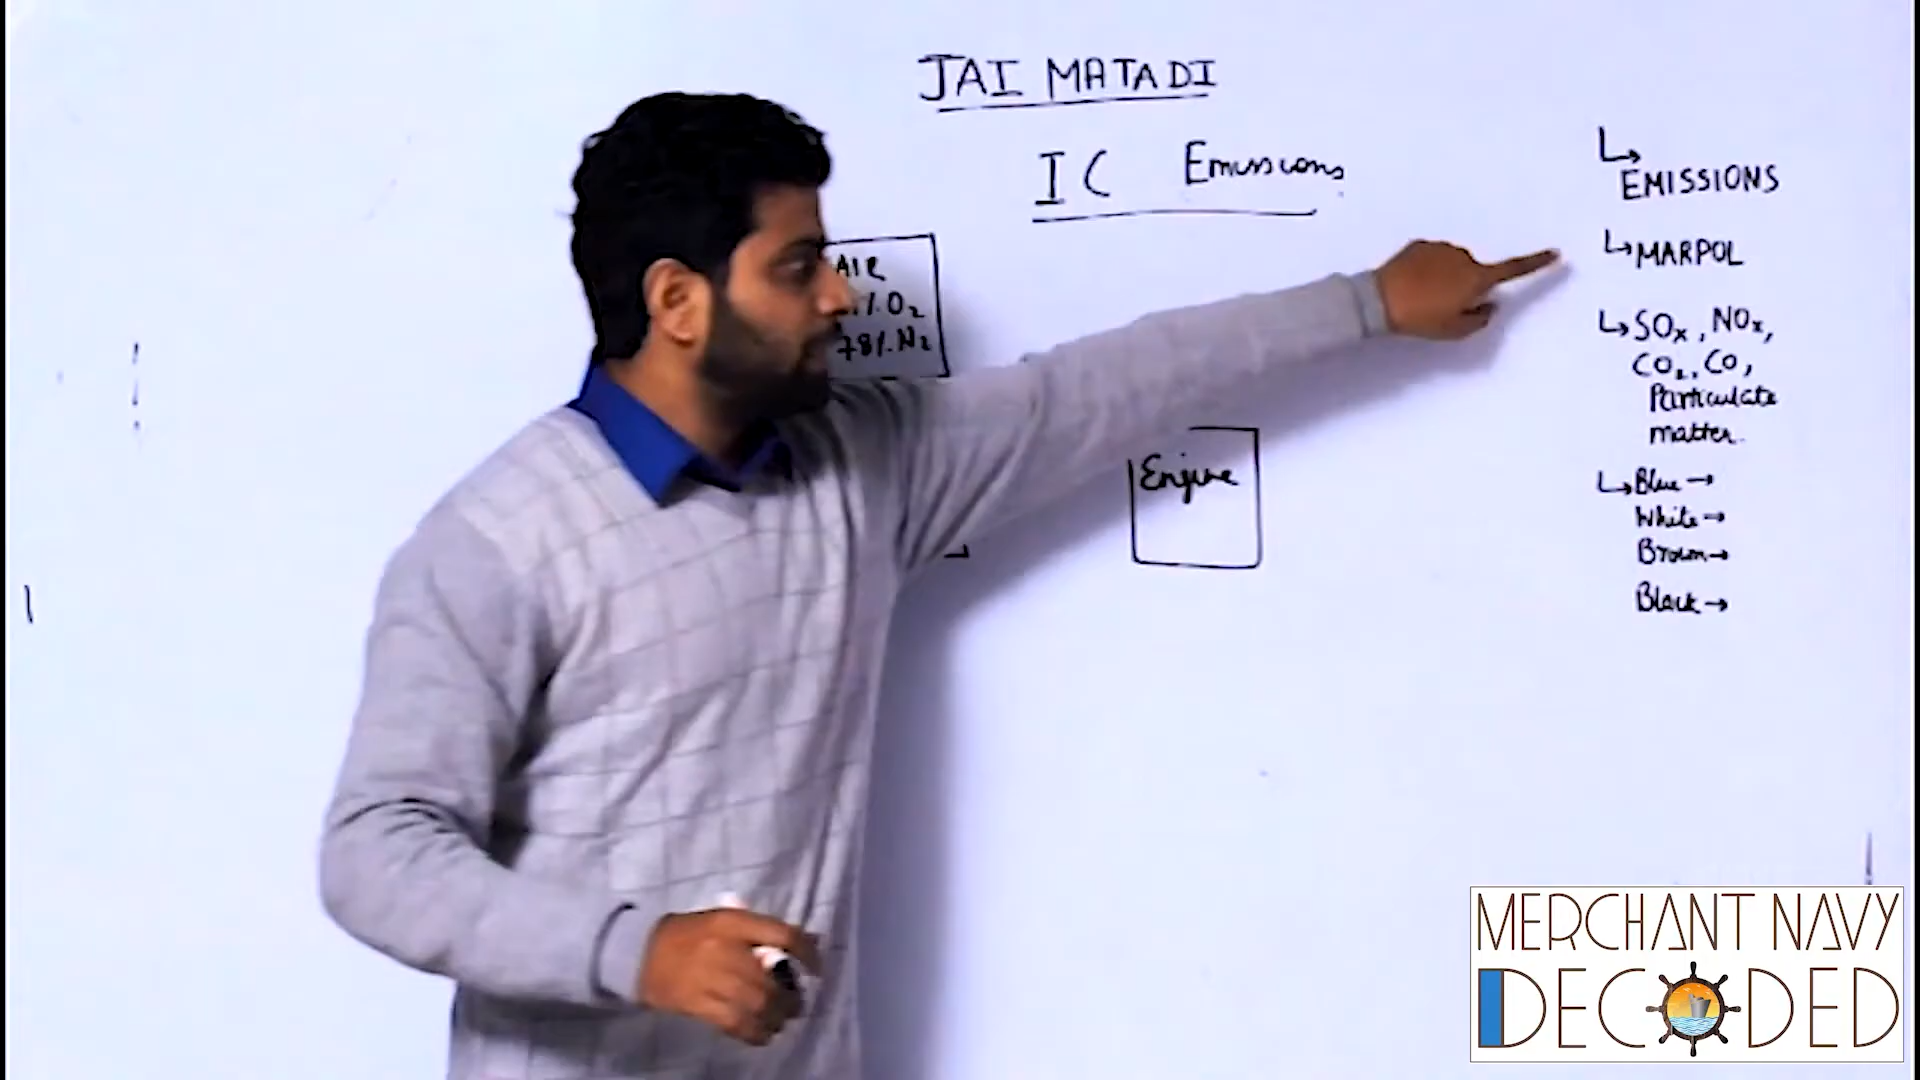 JAI MATA DI
IC Emissions
AIR
% O₂
78% N₂
Engine
↳ EMISSIONS
↳ MARPOL
↳ SOx, NOx,
CO₂, CO,
Particulate
matter.
↳ Blue →
White →
Brown →
Black →
MERCHANT NAVY
DECODED